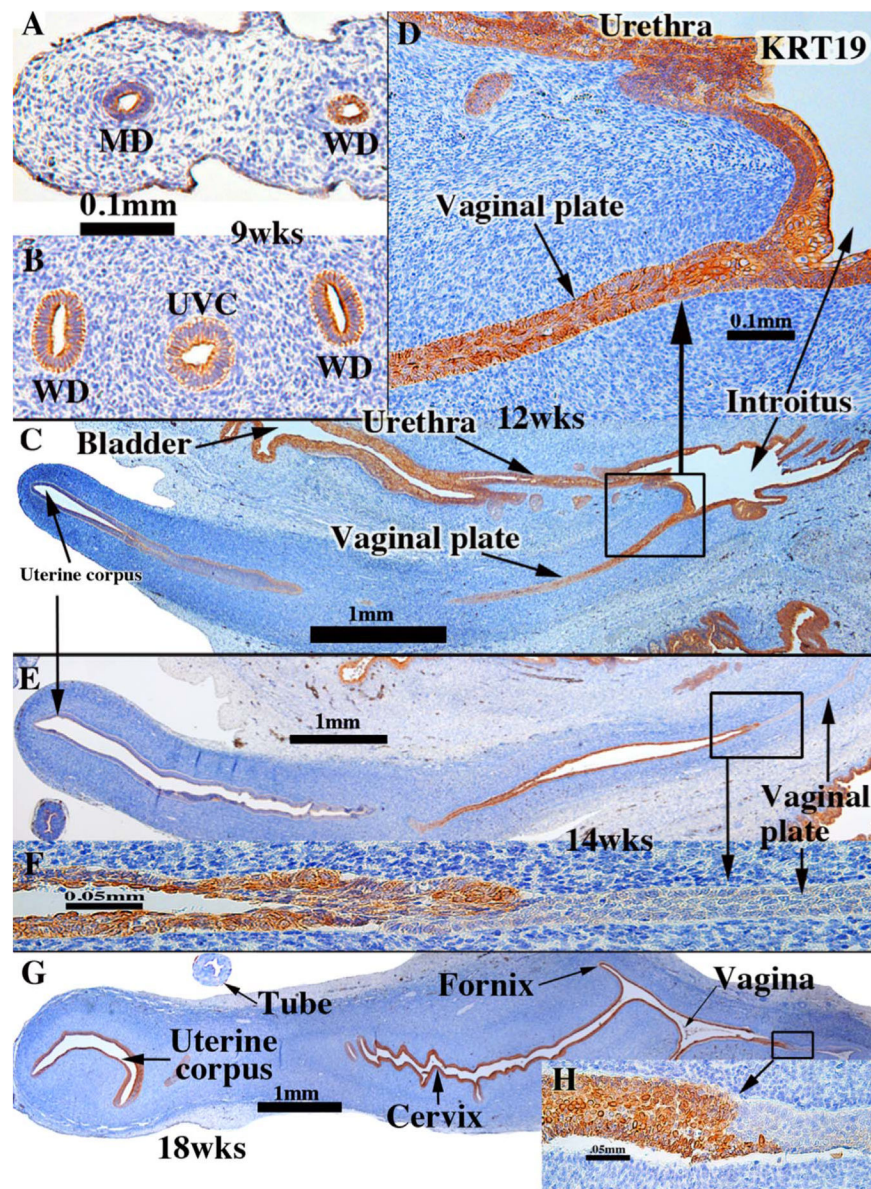 A
MD
WD
0.1mm
9wks
B
UVC
WD
WD
D
Urethra
KRT19
Vaginal plate
0.1mm
Introitus
12wks
C
Bladder
Urethra
Vaginal plate
Uterine corpus
1mm
E
1mm
14wks
Vaginal
plate
F
0.05mm
G
Tube
Fornix
Vagina
Uterine
corpus
1mm
Cervix
18wks
H
.05mm